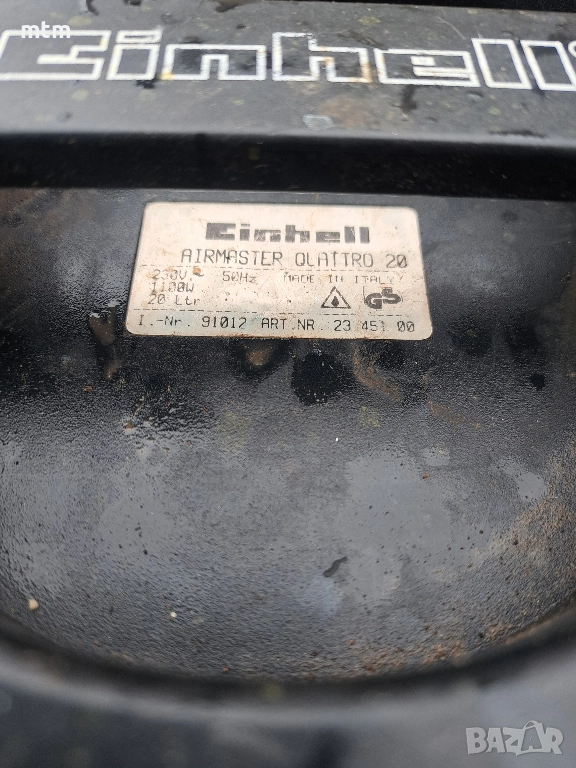 mtm
Einhell
Einhell
AIRMASTER QUATTRO 20
230V 50Hz MADE IN ITALY
1100W
20 Ltr
GS
I.-Nr. 91012 ART.NR. 23 451 00
BAZAR